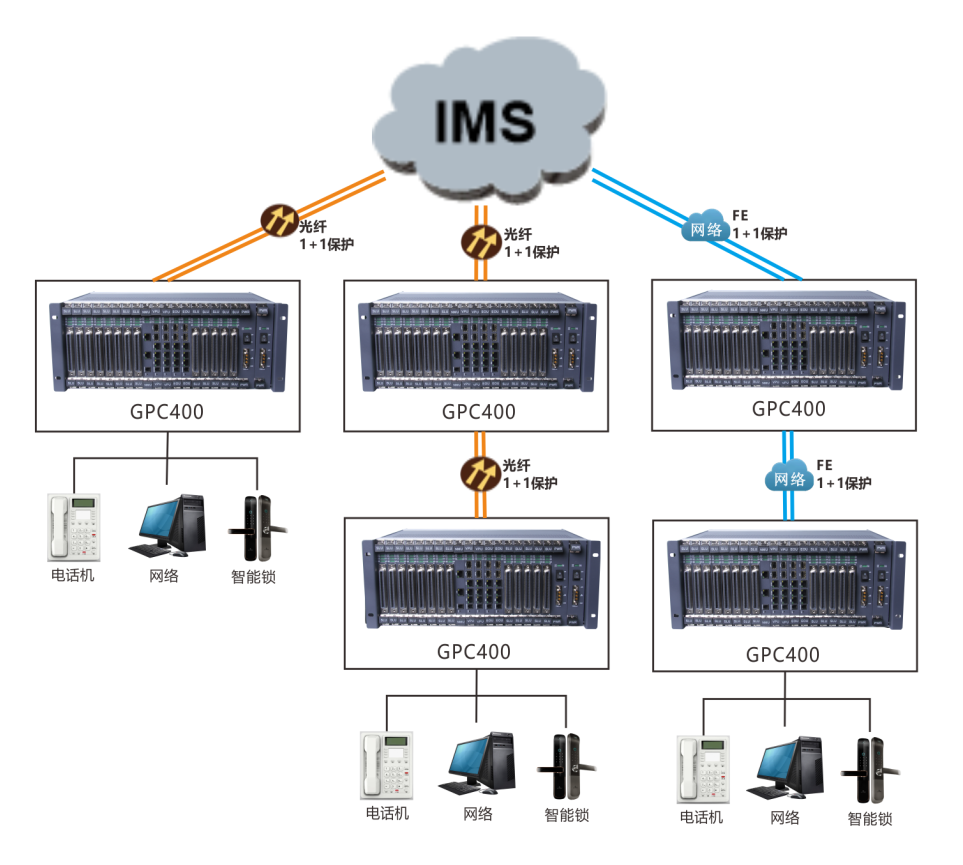 IMS
光纤
1+1保护
光纤
1+1保护
网络
FE
1+1保护
GPC400
GPC400
GPC400
光纤
1+1保护
网络
FE
1+1保护
电话机
网络
智能锁
GPC400
GPC400
电话机
网络
智能锁
电话机
网络
智能锁